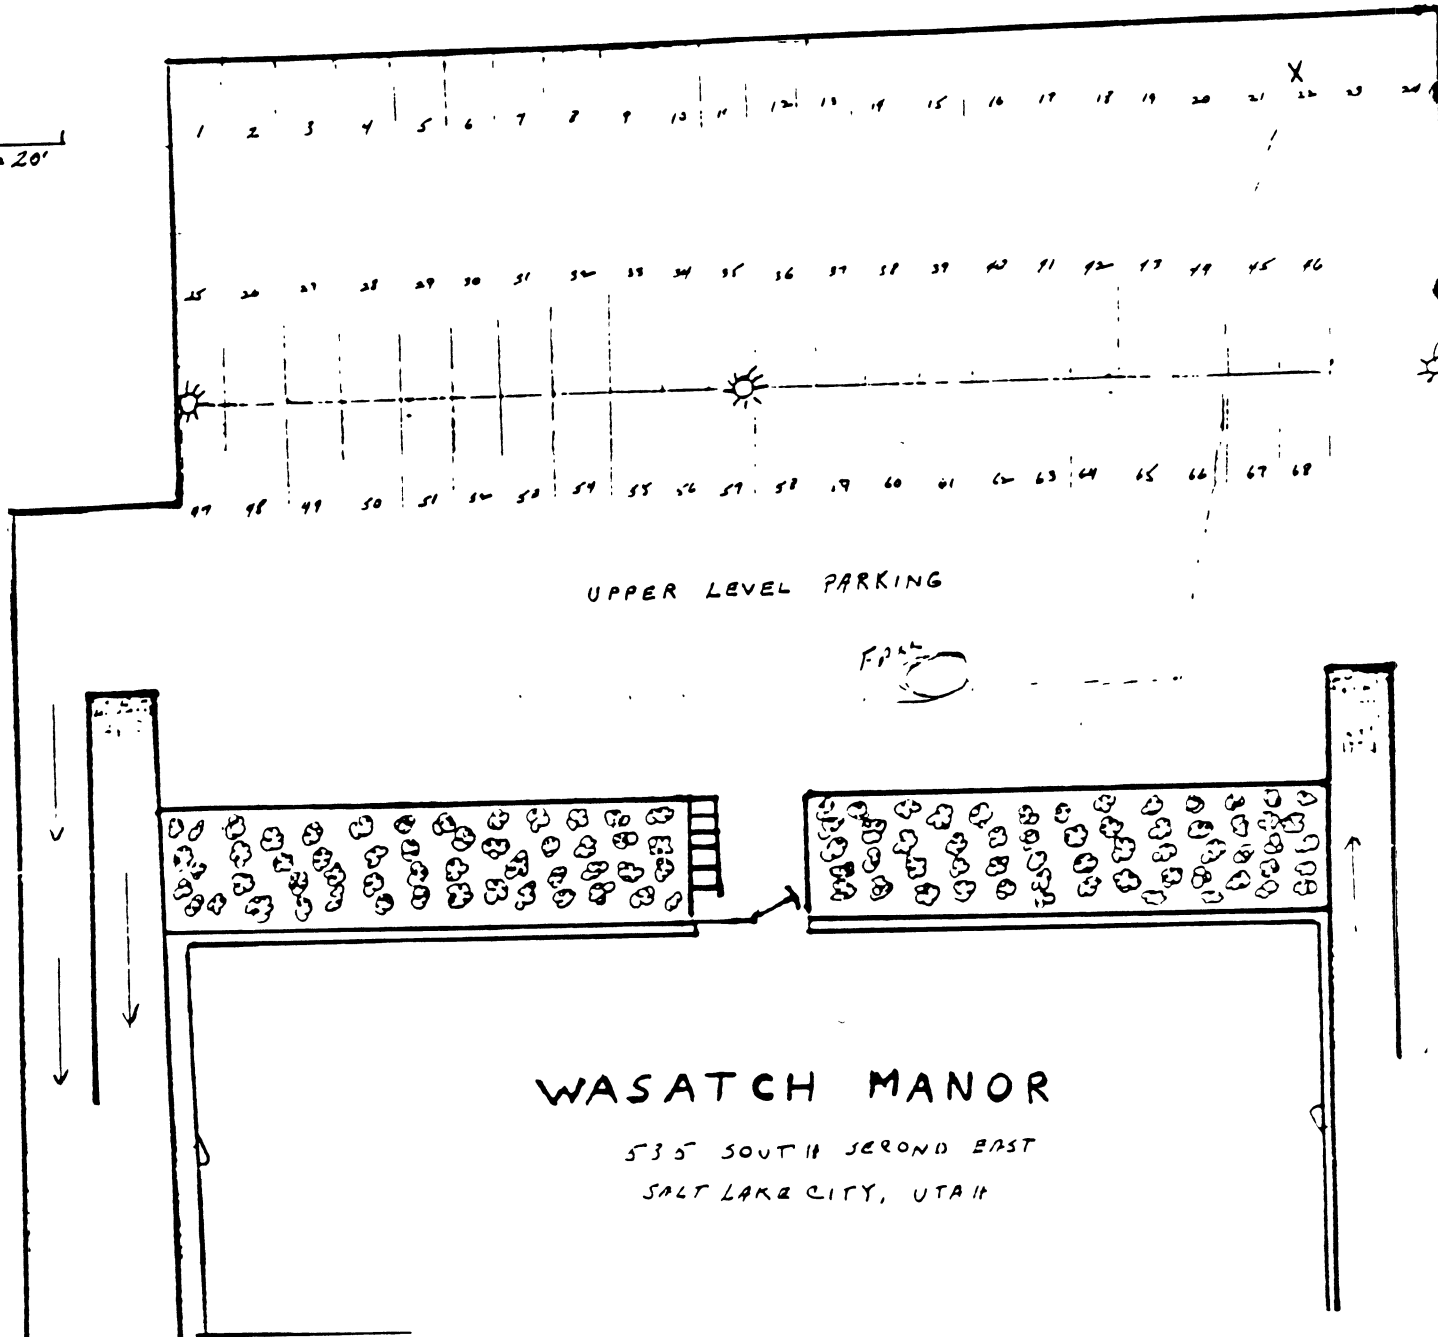 20'
X
1 2 3 4 5 6 7 8 9 10 11 12 13 14 15 16 17 18 19 20 21 22 23 24
25 26 27 28 29 30 31 32 33 34 35 36 37 38 39 40 41 42 43 44 45 46
47 48 49 50 51 52 53 54 55 56 57 58 59 60 61 62 63 64 65 66 67 68
UPPER LEVEL PARKING
WASATCH MANOR
535 SOUTH SECOND EAST
SALT LAKE CITY, UTAH